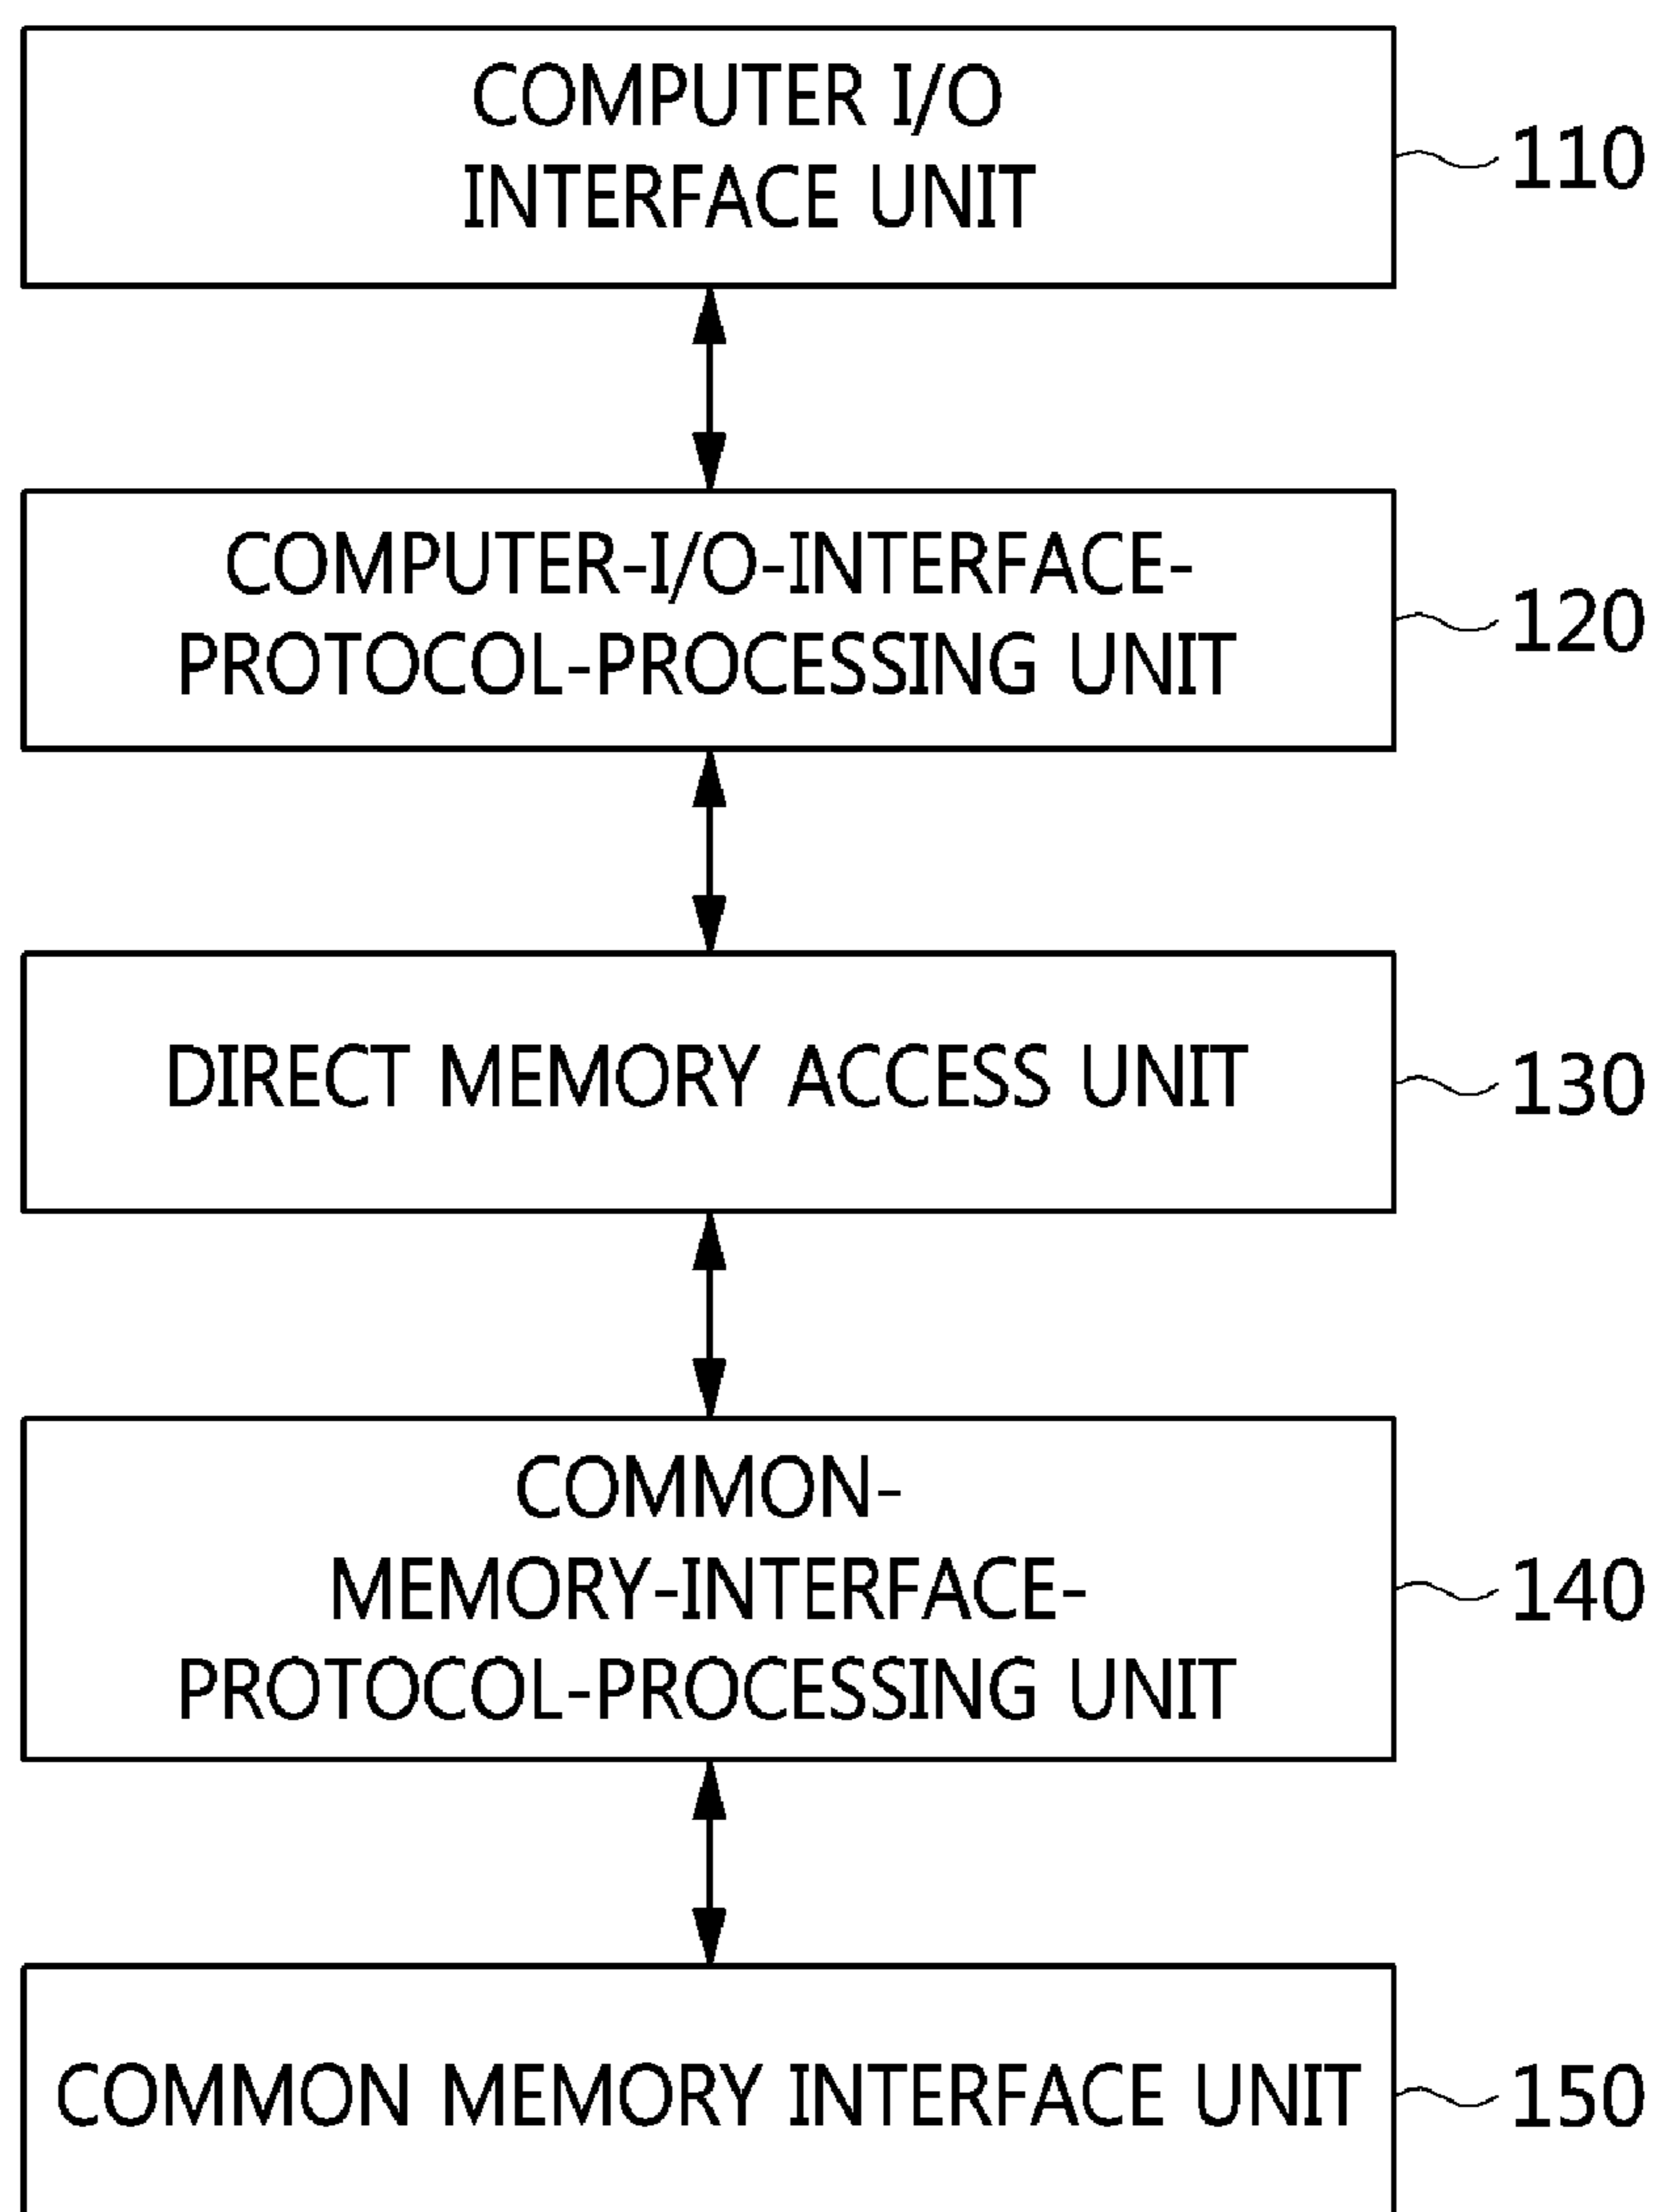 COMPUTER I/O
INTERFACE UNIT
110
COMPUTER-I/O-INTERFACE-
PROTOCOL-PROCESSING UNIT
120
DIRECT MEMORY ACCESS UNIT
130
COMMON-
MEMORY-INTERFACE-
PROTOCOL-PROCESSING UNIT
140
COMMON MEMORY INTERFACE UNIT
150